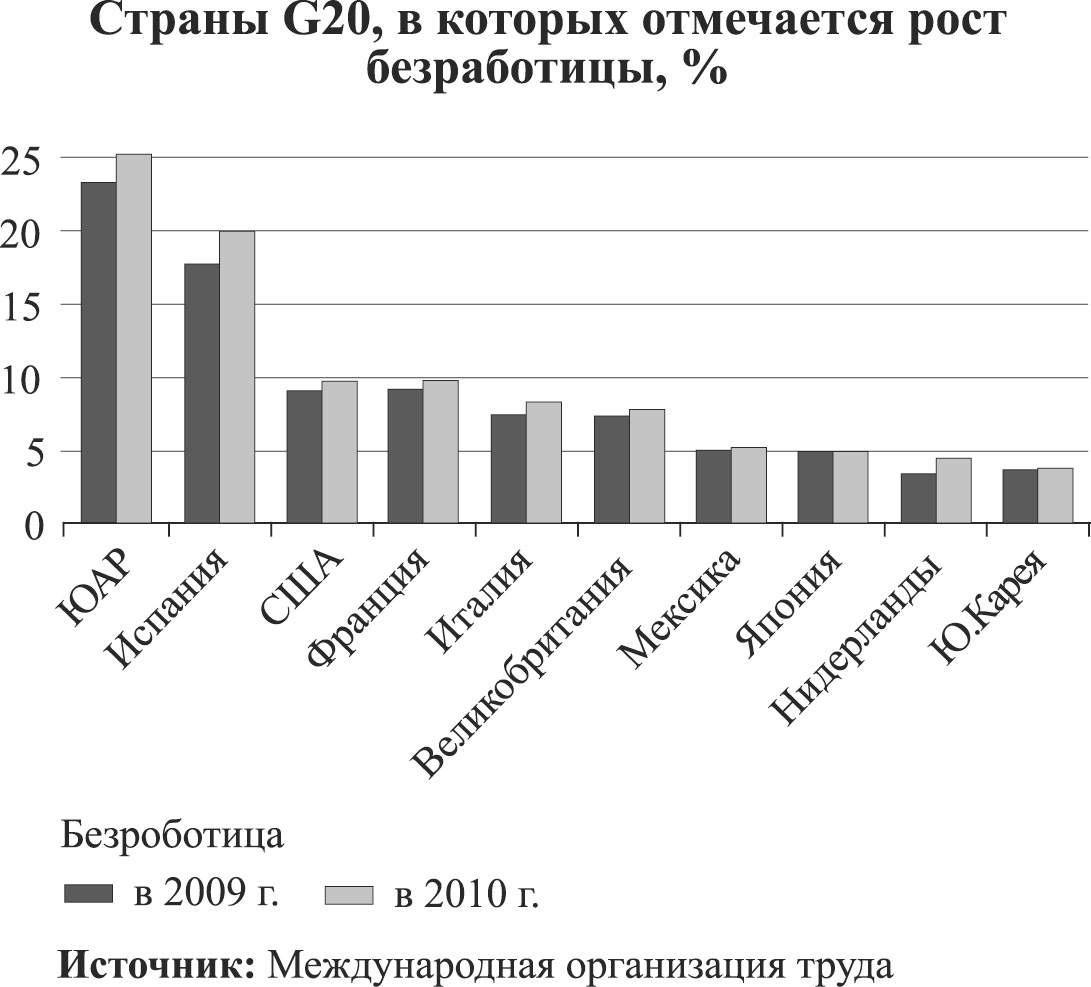 Страны G20, в которых отмечается рост
безработицы, %
25
20
15
10
5
0
ЮАР
Испания
США
Франция
Италия
Великобритания
Мексика
Япония
Нидерланды
Ю.Карея
Безроботица
в 2009 г.
в 2010 г.
Источник: Международная организация труда